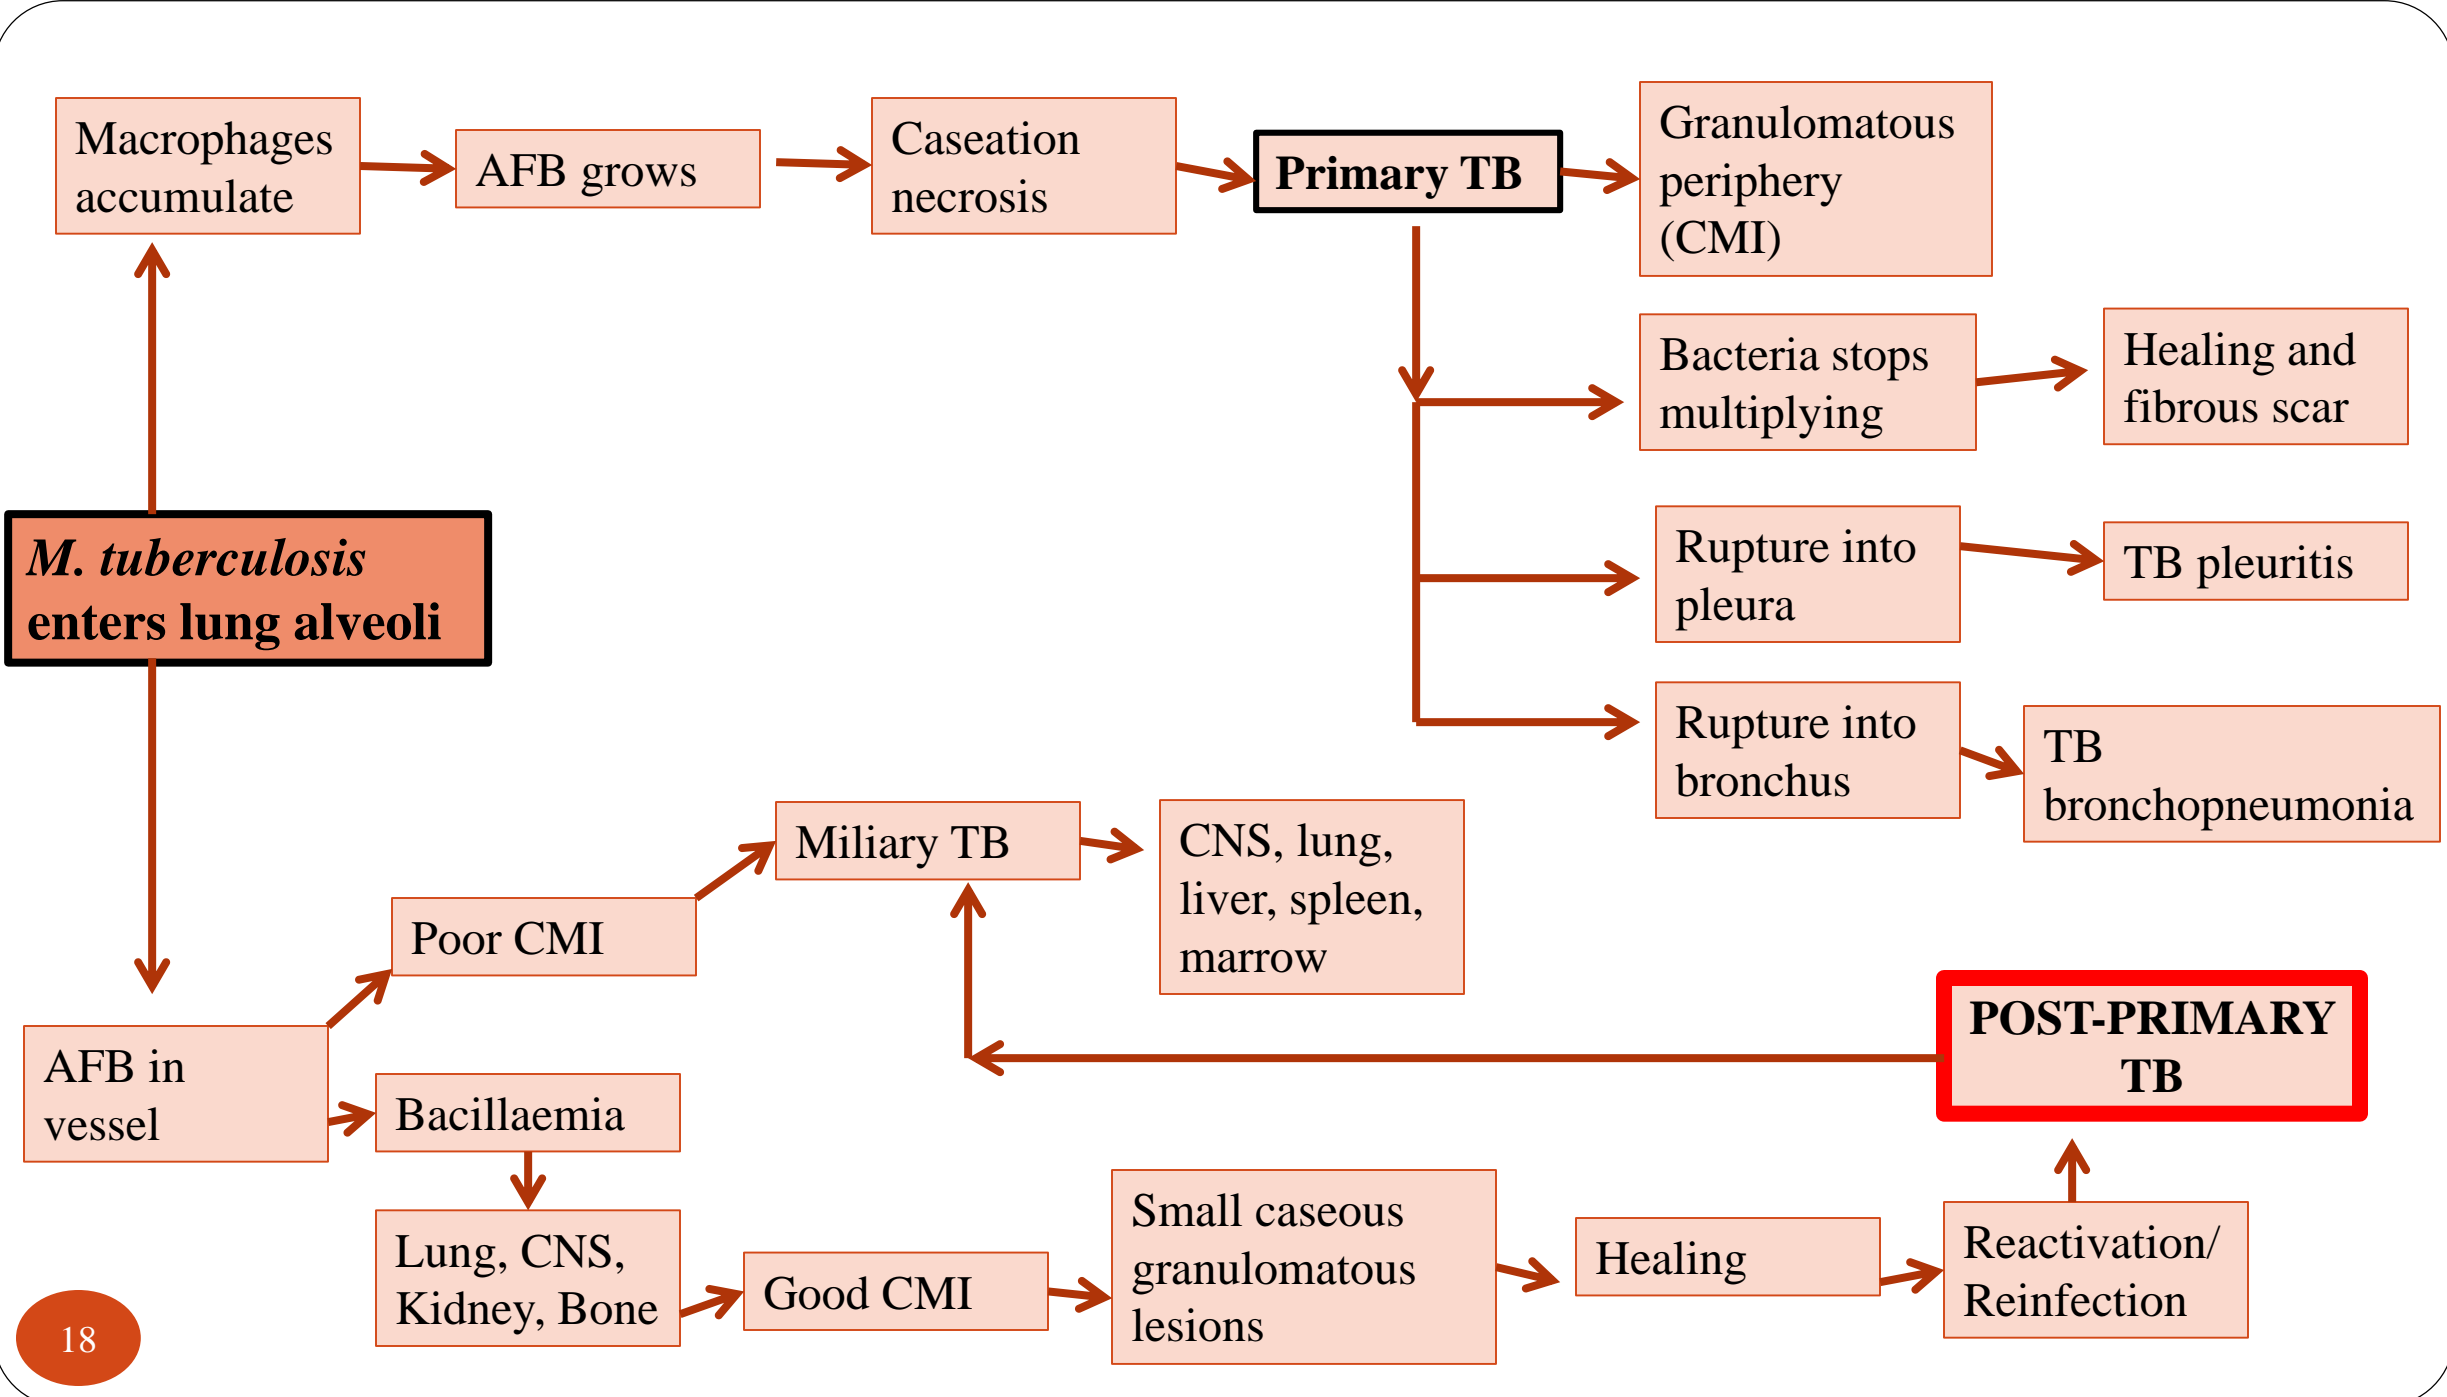 Macrophages
accumulate
AFB grows
Caseation
necrosis
Primary TB
Granulomatous
periphery
(CMI)
Bacteria stops
multiplying
Healing and
fibrous scar
M. tuberculosis
enters lung alveoli
Rupture into
pleura
TB pleuritis
Rupture into
bronchus
TB
bronchopneumonia
Miliary TB
CNS, lung,
liver, spleen,
marrow
Poor CMI
AFB in
vessel
Bacillaemia
POST-PRIMARY
TB
Lung, CNS,
Kidney, Bone
Good CMI
Small caseous
granulomatous
lesions
Healing
Reactivation/
Reinfection
18